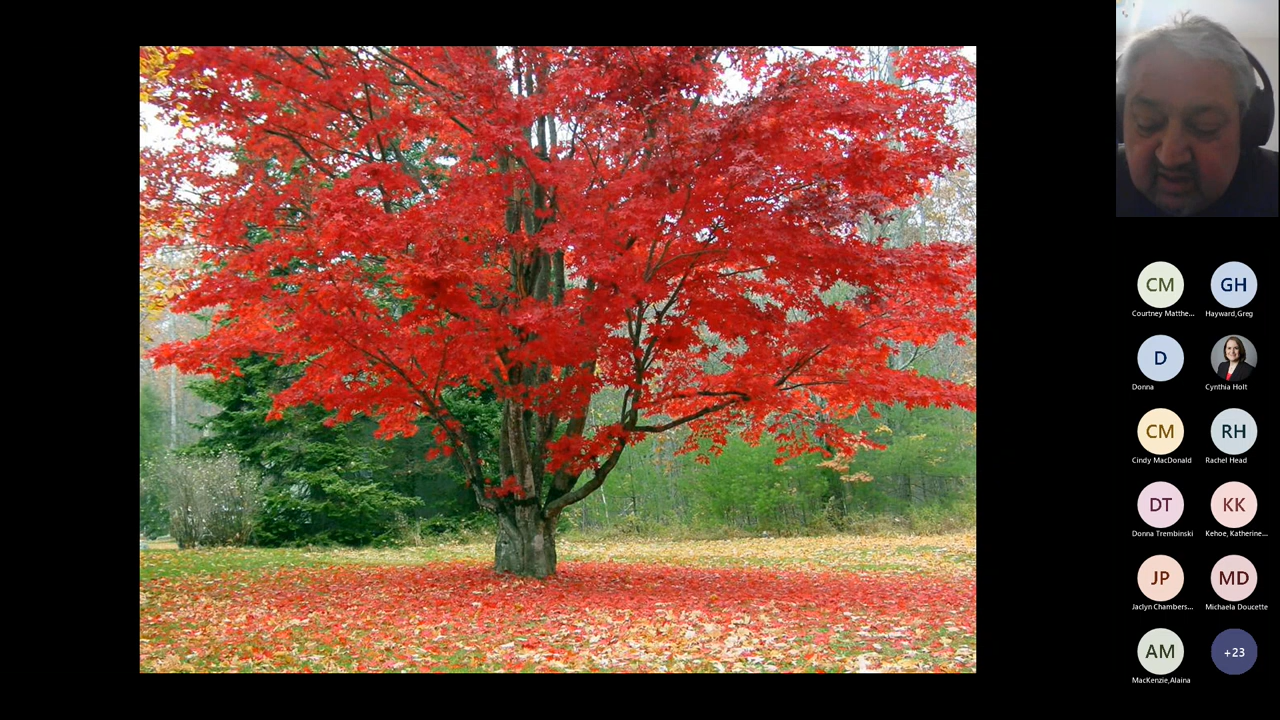 CM
GH
Courtney Matthe...
Hayward,Greg
D
Donna
Cynthia Holt
CM
RH
Cindy MacDonald
Rachel Head
DT
KK
Donna Trembinski
Kehoe, Katherine...
JP
MD
Jaclyn Chambers...
Michaela Doucette
AM
+23
MacKenzie,Alaina